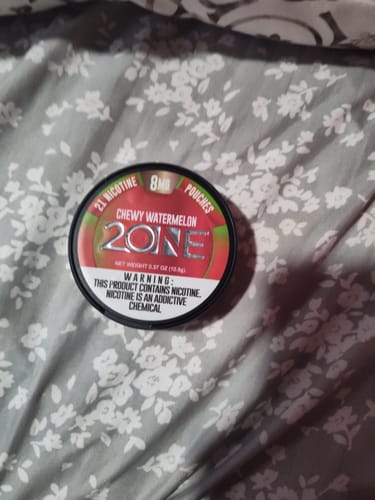 21 NICOTINE 8MG POUCHES
CHEWY WATERMELON
2ONE
NET WEIGHT 0.37 OZ (10.5g).
WARNING:
THIS PRODUCT CONTAINS NICOTINE.
NICOTINE IS AN ADDICTIVE
CHEMICAL